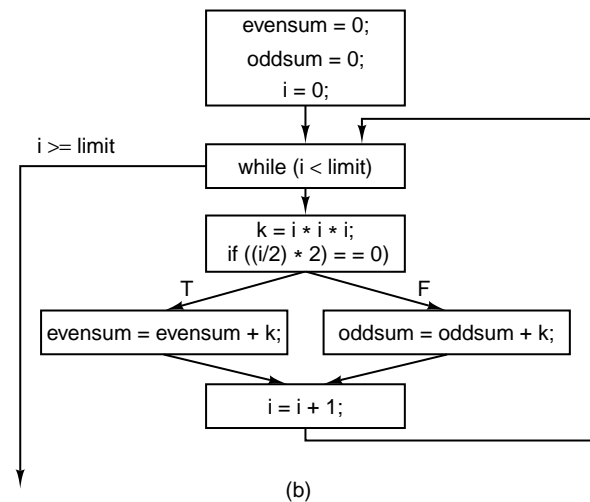 evensum = 0;
oddsum = 0;
i = 0;
i >= limit
while (i < limit)
k = i * i * i;
if ((i/2) * 2) = = 0)
T
F
evensum = evensum + k;
oddsum = oddsum + k;
i = i + 1;
(b)